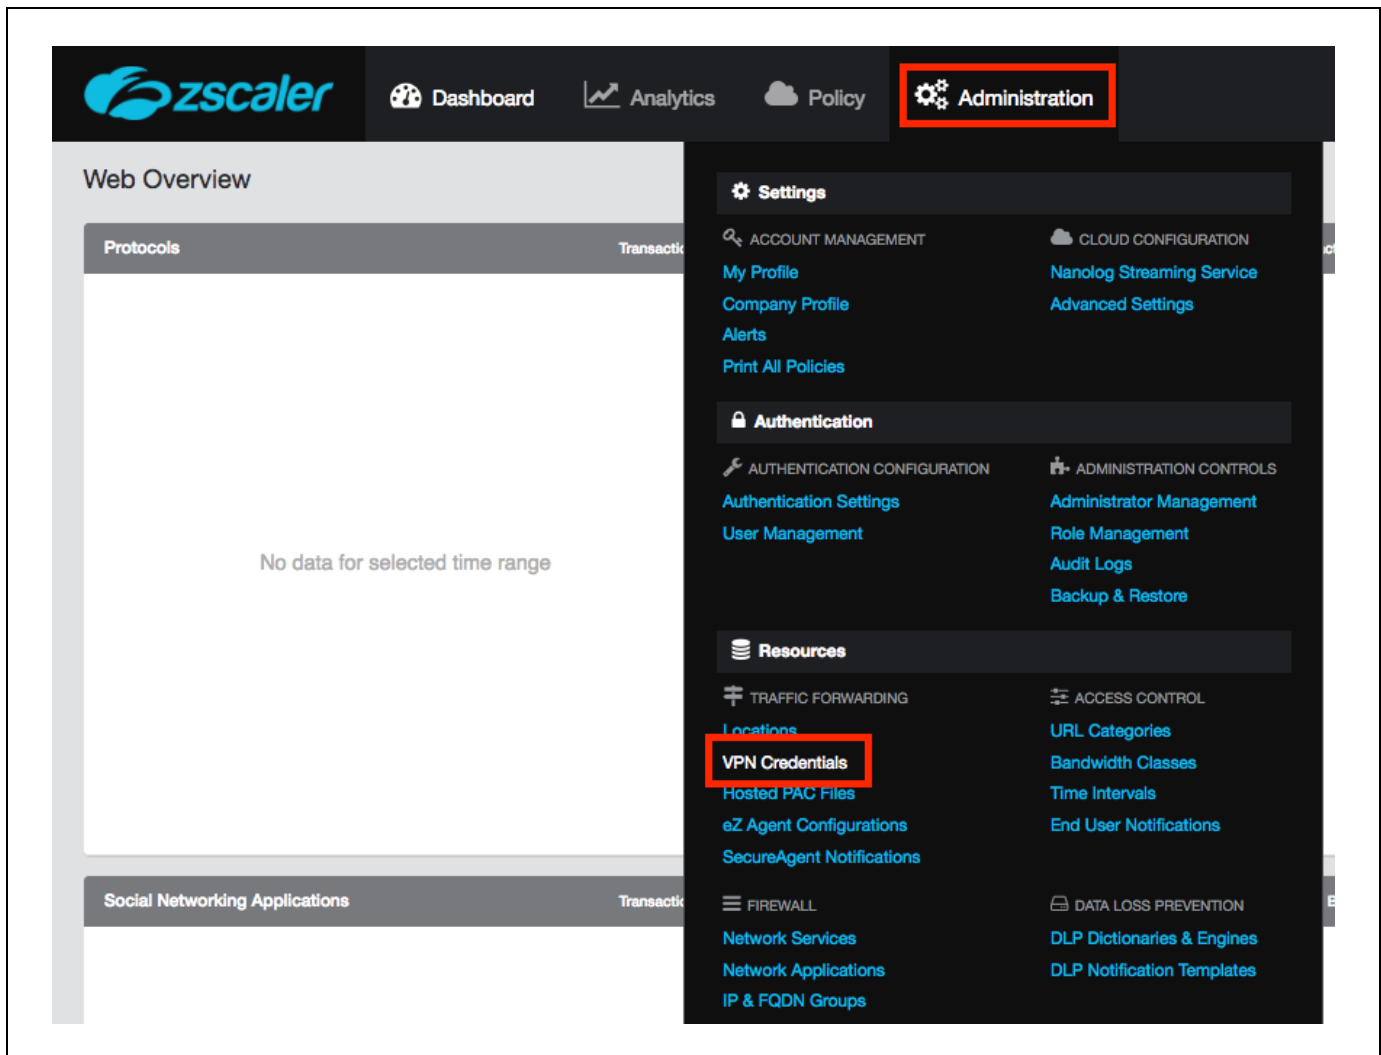 zscaler
Dashboard
Analytics
Policy
Administration
Web Overview
Protocols
Settings
ACCOUNT MANAGEMENT
My Profile
Company Profile
Alerts
Print All Policies
CLOUD CONFIGURATION
Nanolog Streaming Service
Advanced Settings
No data for selected time range
Authentication
AUTHENTICATION CONFIGURATION
Authentication Settings
User Management
ADMINISTRATION CONTROLS
Administrator Management
Role Management
Audit Logs
Backup & Restore
Resources
TRAFFIC FORWARDING
Locations
VPN Credentials
Hosted PAC Files
eZ Agent Configurations
SecureAgent Notifications
ACCESS CONTROL
URL Categories
Bandwidth Classes
Time Intervals
End User Notifications
Social Networking Applications
FIREWALL
Network Services
Network Applications
IP & FQDN Groups
DATA LOSS PREVENTION
DLP Dictionaries & Engines
DLP Notification Templates